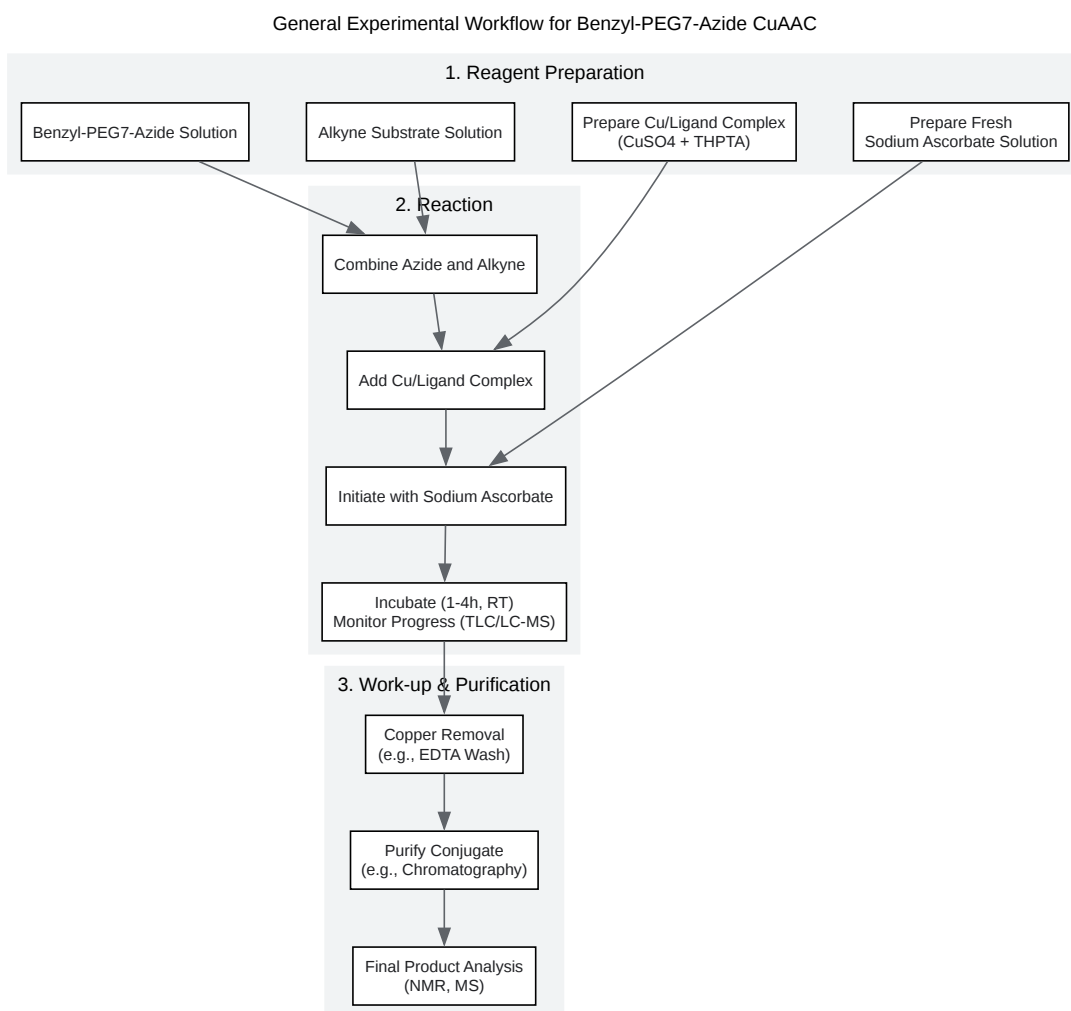 General Experimental Workflow for Benzyl-PEG7-Azide CuAAC
1. Reagent Preparation
Benzyl-PEG7-Azide Solution
Alkyne Substrate Solution
Prepare Cu/Ligand Complex
(CuSO4 + THPTA)
Prepare Fresh
Sodium Ascorbate Solution
2. Reaction
Combine Azide and Alkyne
Add Cu/Ligand Complex
Initiate with Sodium Ascorbate
Incubate (1-4h, RT)
Monitor Progress (TLC/LC-MS)
3. Work-up & Purification
Copper Removal
(e.g., EDTA Wash)
Purify Conjugate
(e.g., Chromatography)
Final Product Analysis
(NMR, MS)